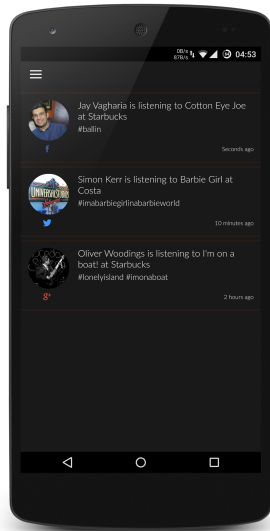 0B/s
87B/s
04:53
Jay Vagharia is listening to Cotton Eye Joe
at Starbucks
#ballin
f
Seconds ago
Simon Kerr is listening to Barbie Girl at
Costa
#imabarbiegirlinabarbieworld
10 minutes ago
Oliver Woodings is listening to I'm on a
boat! at Starbucks
#lonelyisland #imonaboat
g+
2 hours ago